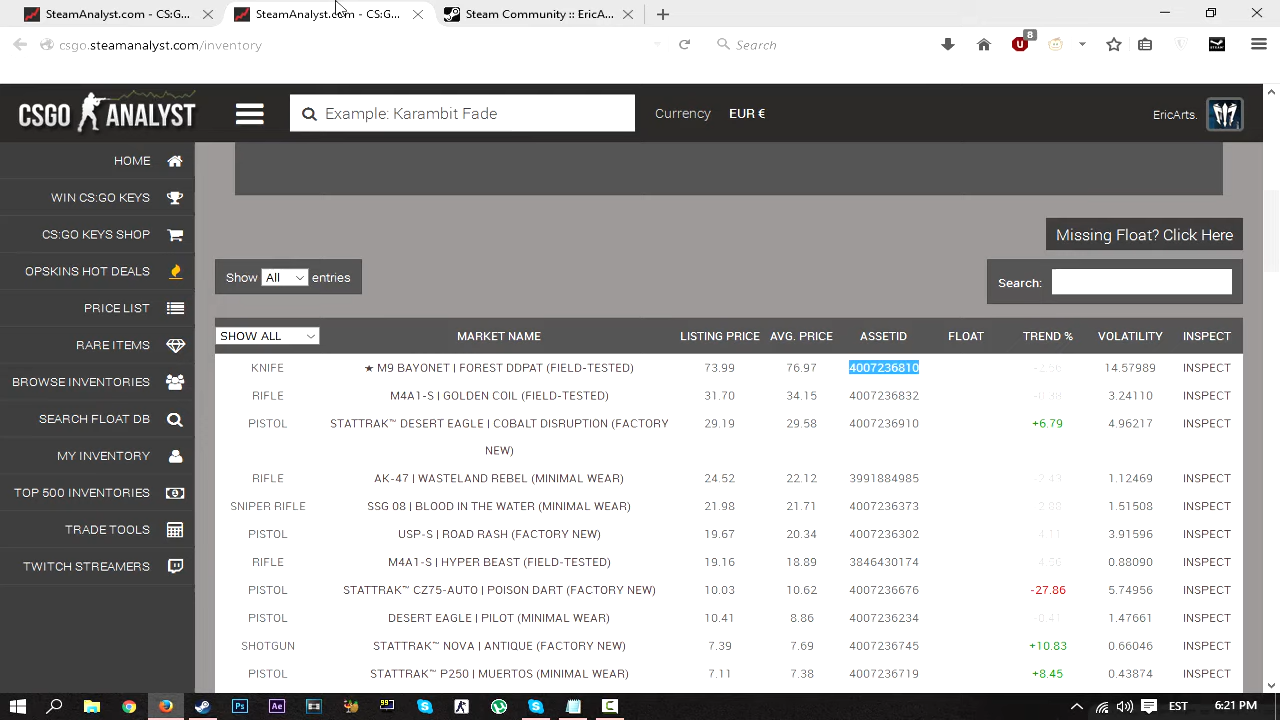 SteamAnalyst.com - CS:G... SteamAnalyst.com - CS:G... Steam Community :: EricA...
csgo.steamanalyst.com/inventory Search 8
CSGO ANALYST Example: Karambit Fade Currency EUR € EricArts.
HOME
WIN CS:GO KEYS
CS:GO KEYS SHOP
OPSKINS HOT DEALS
PRICE LIST
RARE ITEMS
BROWSE INVENTORIES
SEARCH FLOAT DB
MY INVENTORY
TOP 500 INVENTORIES
TRADE TOOLS
TWITCH STREAMERS
Missing Float? Click Here
Show All entries Search:
SHOW ALL MARKET NAME LISTING PRICE AVG. PRICE ASSETID FLOAT TREND % VOLATILITY INSPECT
KNIFE ★ M9 BAYONET | FOREST DDPAT (FIELD-TESTED) 73.99 76.97 4007236810 14.57989 INSPECT
RIFLE M4A1-S | GOLDEN COIL (FIELD-TESTED) 31.70 34.15 4007236832 3.24110 INSPECT
PISTOL STATTRAK™ DESERT EAGLE | COBALT DISRUPTION (FACTORY NEW) 29.19 29.58 4007236910 +6.79 4.96217 INSPECT
RIFLE AK-47 | WASTELAND REBEL (MINIMAL WEAR) 24.52 22.12 3991884985 1.12469 INSPECT
SNIPER RIFLE SSG 08 | BLOOD IN THE WATER (MINIMAL WEAR) 21.98 21.71 4007236373 1.51508 INSPECT
PISTOL USP-S | ROAD RASH (FACTORY NEW) 19.67 20.34 4007236302 3.91596 INSPECT
RIFLE M4A1-S | HYPER BEAST (FIELD-TESTED) 19.16 18.89 3846430174 0.88090 INSPECT
PISTOL STATTRAK™ CZ75-AUTO | POISON DART (FACTORY NEW) 10.03 10.62 4007236676 -27.86 5.74956 INSPECT
PISTOL DESERT EAGLE | PILOT (MINIMAL WEAR) 10.41 8.86 4007236234 1.47661 INSPECT
SHOTGUN STATTRAK™ NOVA | ANTIQUE (FACTORY NEW) 7.39 7.69 4007236745 +10.83 0.66046 INSPECT
PISTOL STATTRAK™ P250 | MUERTOS (MINIMAL WEAR) 7.11 7.38 4007236719 +8.45 0.43874 INSPECT
EST 6:21 PM